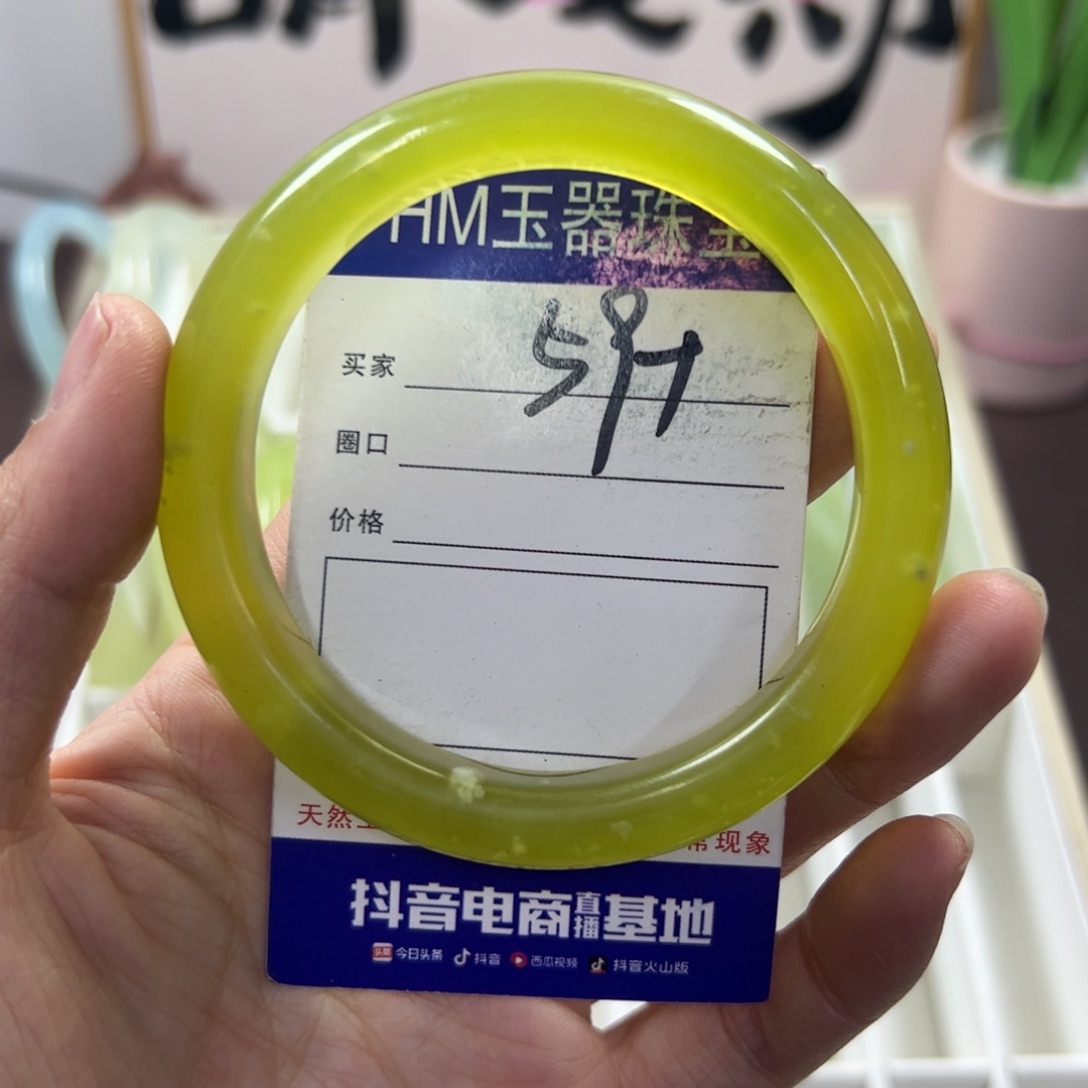 HM玉器珠宝
买家
圈口
价格
天然
常现象
抖音电商直播基地
今日头条 抖音 西瓜视频 抖音火山版